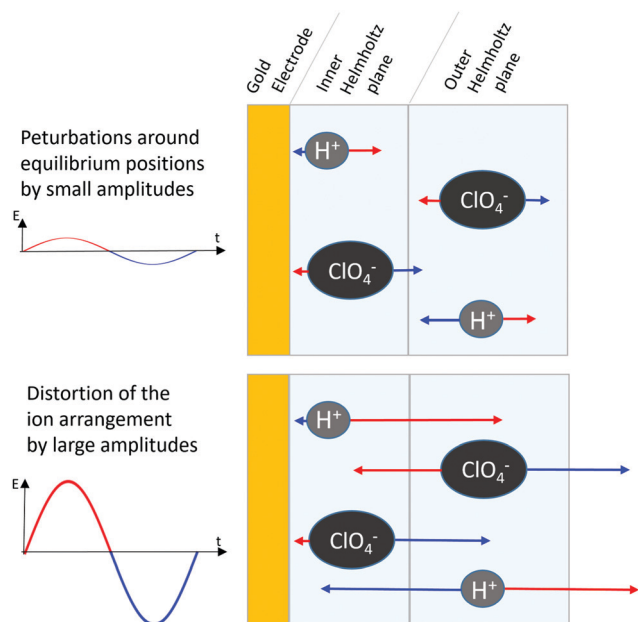 Gold
Electrode
Inner
Helmholtz
plane
Outer
Helmholtz
plane
Peturbations around
equilibrium positions
by small amplitudes
E
t
H⁺
ClO₄⁻
ClO₄⁻
H⁺
Distortion of the
ion arrangement
by large amplitudes
E
t
H⁺
ClO₄⁻
ClO₄⁻
H⁺